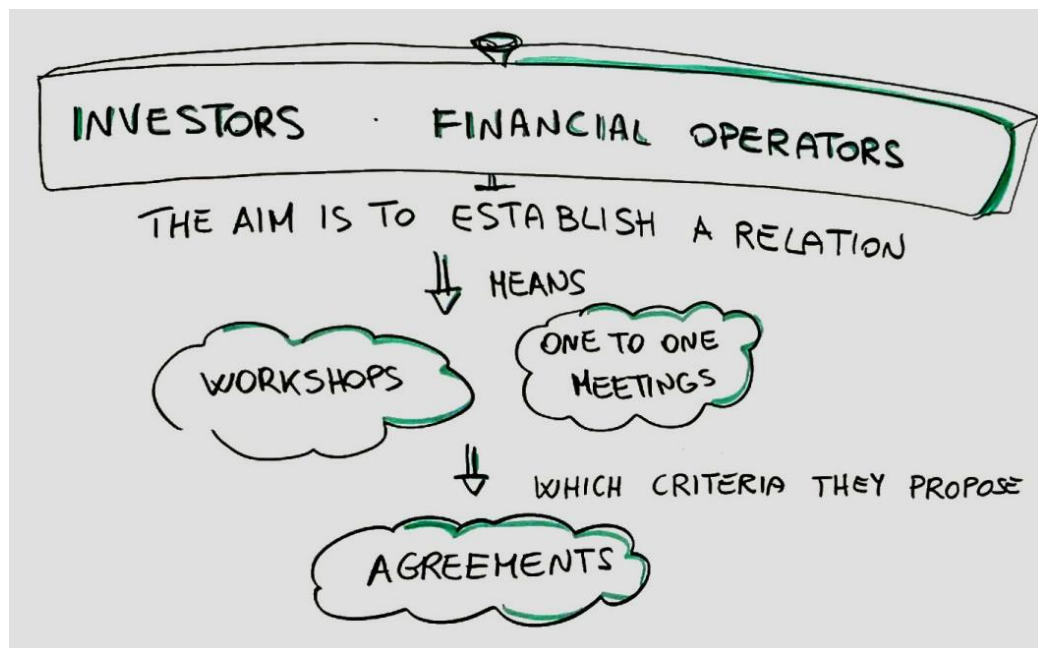 INVESTORS · FINANCIAL OPERATORS
THE AIM IS TO ESTABLISH A RELATION
MEANS
WORKSHOPS
ONE TO ONE
MEETINGS
WHICH CRITERIA THEY PROPOSE
AGREEMENTS